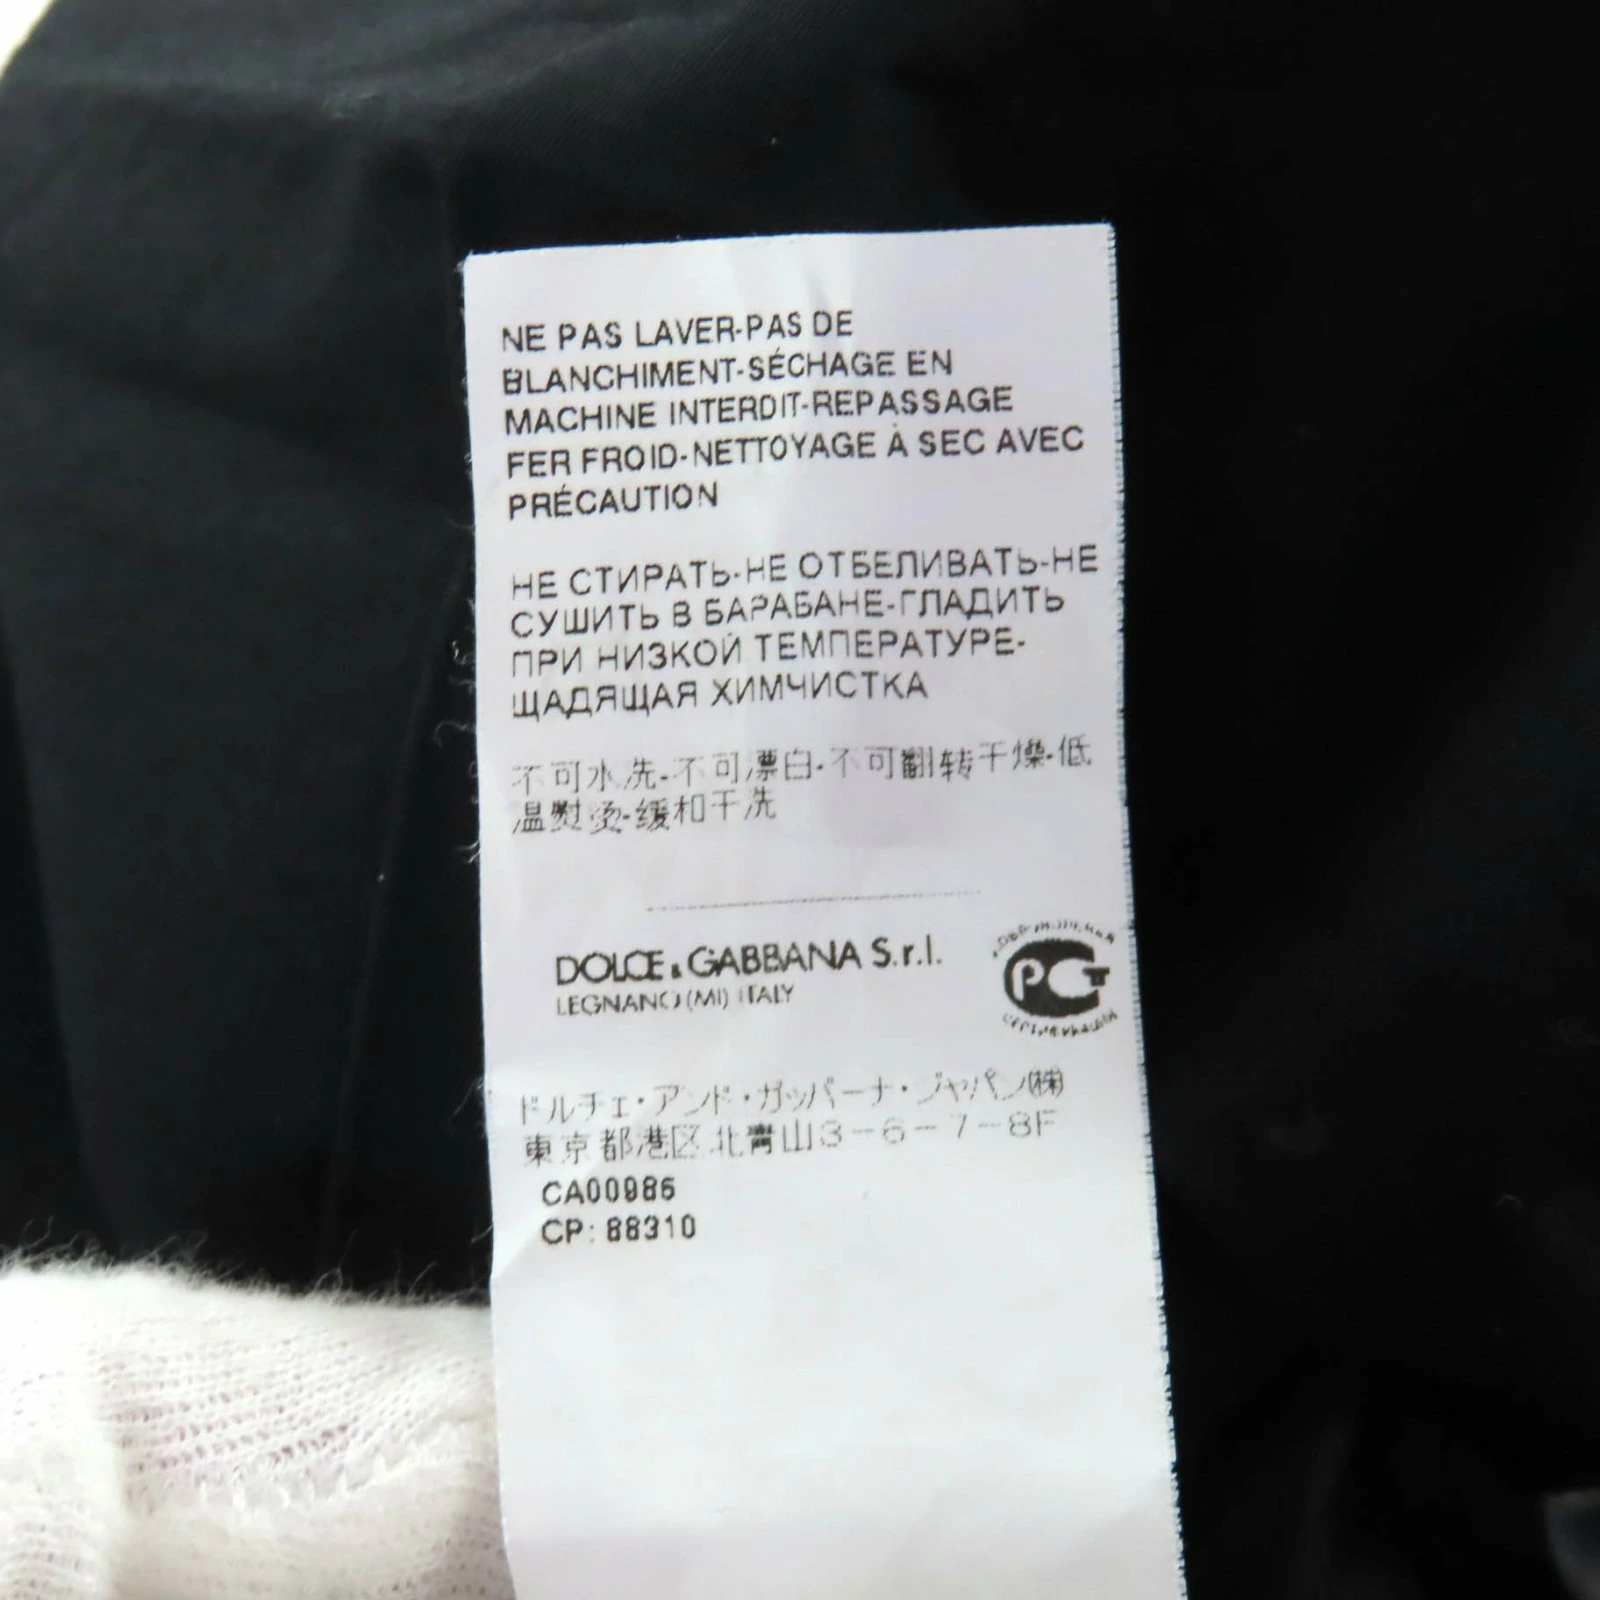 NE PAS LAVER-PAS DE
BLANCHIMENT-SÉCHAGE EN
MACHINE INTERDIT-REPASSAGE
FER FROID-NETTOYAGE À SEC AVEC
PRÉCAUTION
НЕ СТИРАТЬ-НЕ ОТБЕЛИВАТЬ-НЕ
СУШИТЬ В БАРАБАНЕ-ГЛАДИТЬ
ПРИ НИЗКОЙ ТЕМПЕРАТУРЕ-
ЩАДЯЩАЯ ХИМЧИСТКА
不可水洗-不可漂白-不可翻转干燥-低
温熨烫-缓和干洗
DOLCE & GABBANA S.r.l.
LEGNANO (MI) ITALY
РСТ
ドルチェ・アンド・ガッバーナ・ジャパン(株)
東京都港区北青山3-6-7-8F
CA00986
CP: 88310